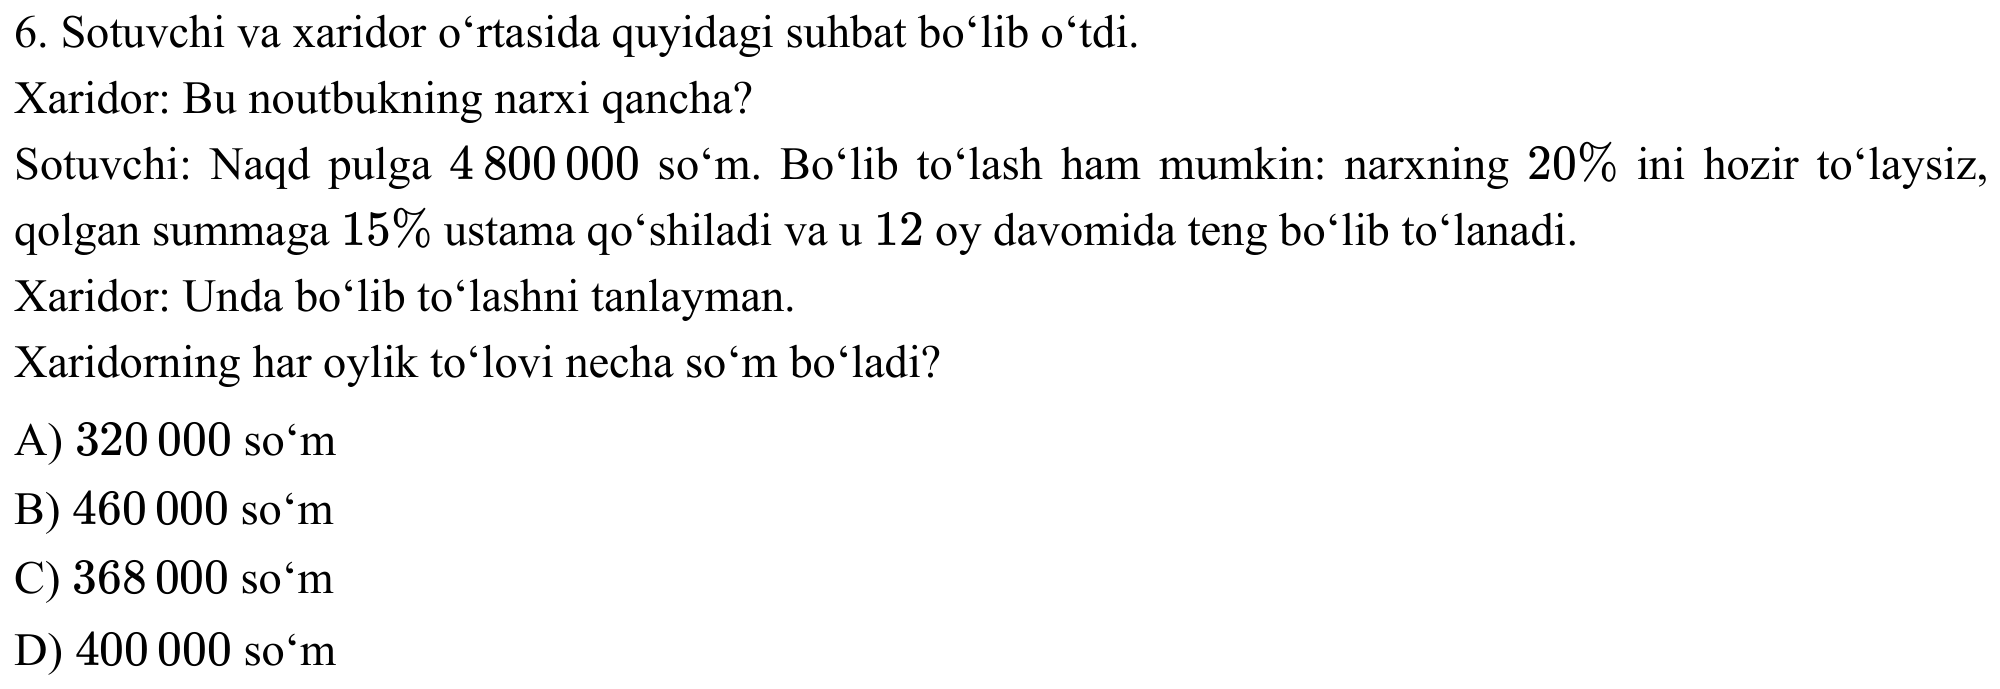 6. Sotuvchi va xaridor o‘rtasida quyidagi suhbat bo‘lib o‘tdi.
Xaridor: Bu noutbukning narxi qancha?
Sotuvchi: Naqd pulga 4 800 000 so‘m. Bo‘lib to‘lash ham mumkin: narxning 20% ini hozir to‘laysiz,
qolgan summaga 15% ustama qo‘shiladi va u 12 oy davomida teng bo‘lib to‘lanadi.
Xaridor: Unda bo‘lib to‘lashni tanlayman.
Xaridorning har oylik to‘lovi necha so‘m bo‘ladi?
A) 320 000 so‘m
B) 460 000 so‘m
C) 368 000 so‘m
D) 400 000 so‘m